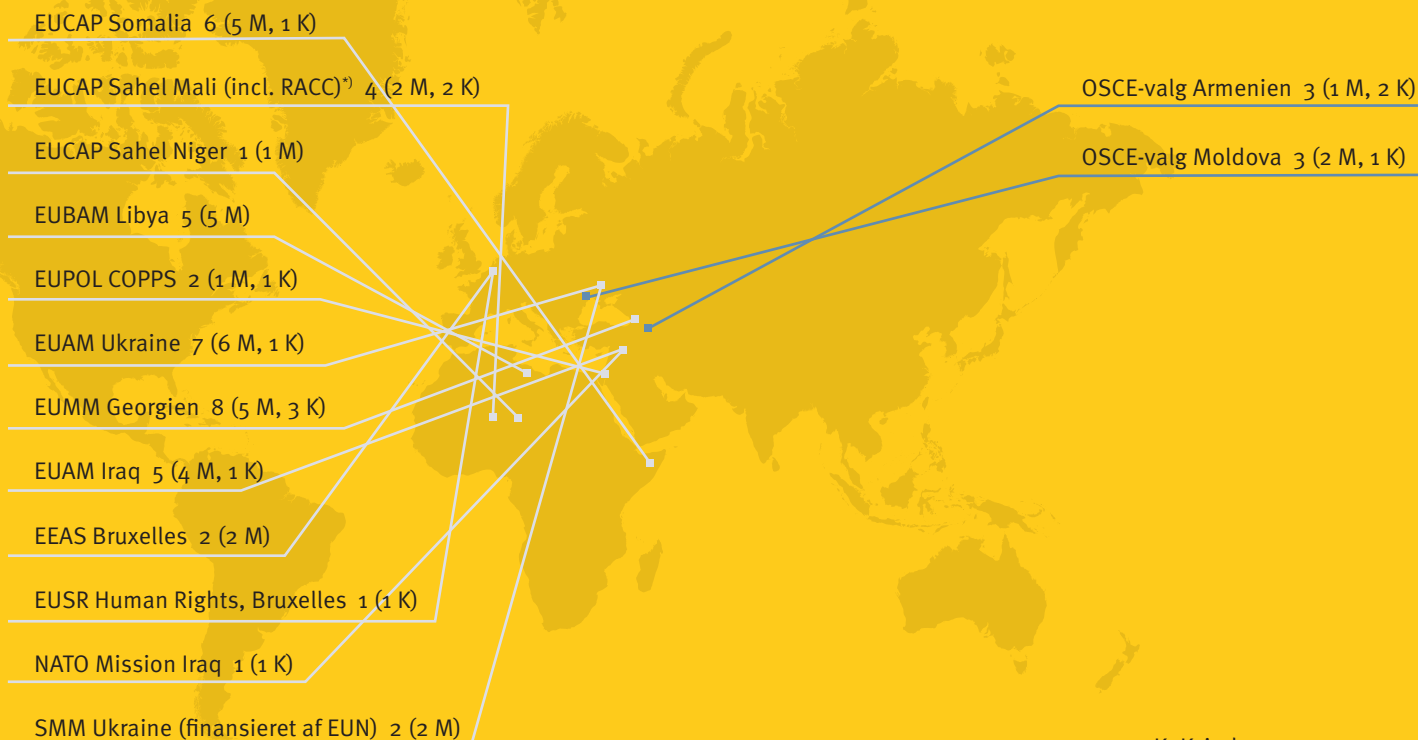 EUCAP Somalia 6 (5 M, 1 K)
EUCAP Sahel Mali (incl. RACC)*) 4 (2 M, 2 K)
EUCAP Sahel Niger 1 (1 M)
EUBAM Libya 5 (5 M)
EUPOL COPPS 2 (1 M, 1 K)
EUAM Ukraine 7 (6 M, 1 K)
EUMM Georgien 8 (5 M, 3 K)
EUAM Iraq 5 (4 M, 1 K)
EEAS Bruxelles 2 (2 M)
EUSR Human Rights, Bruxelles 1 (1 K)
NATO Mission Iraq 1 (1 K)
SMM Ukraine (finansieret af EUN) 2 (2 M)
OSCE-valg Armenien 3 (1 M, 2 K)
OSCE-valg Moldova 3 (2 M, 1 K)